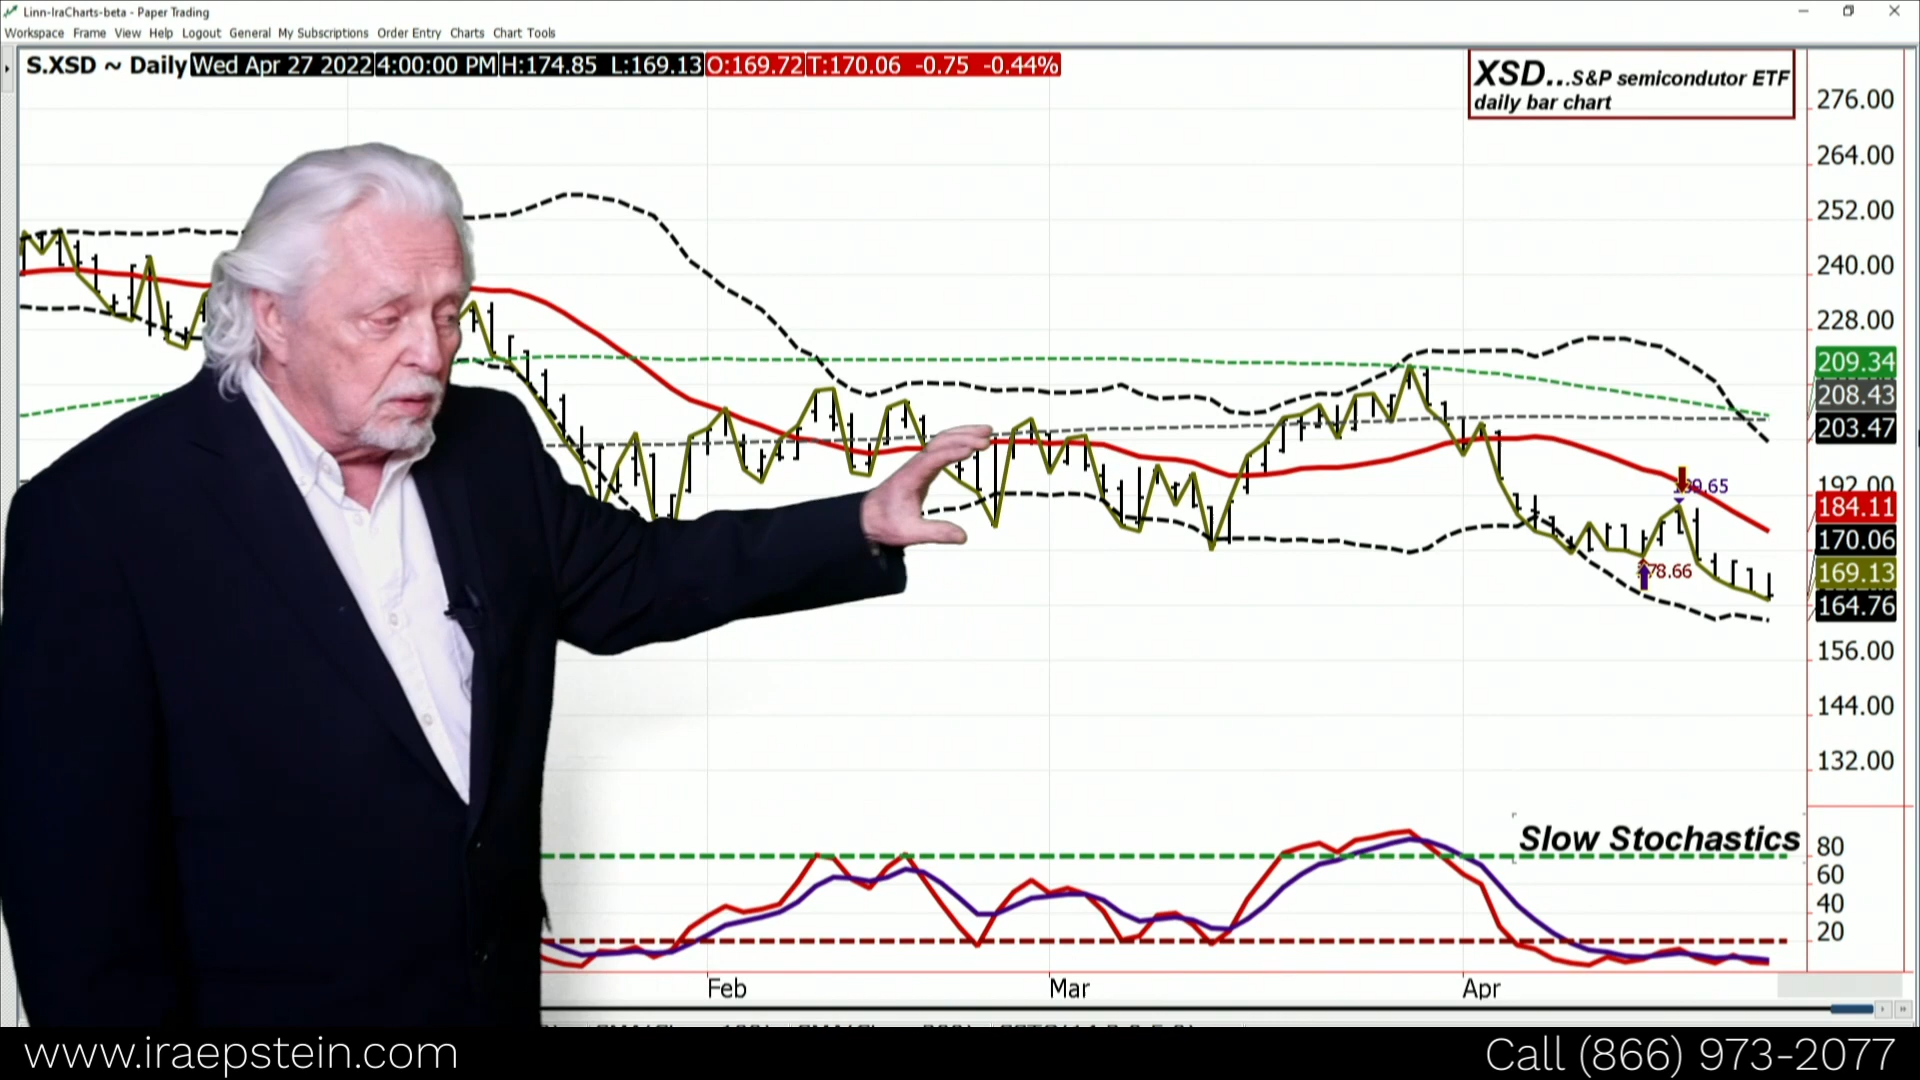 Linn-IraCharts-beta - Paper Trading
Workspace Frame View Help Logout General My Subscriptions Order Entry Charts Chart Tools
S.XSD ~ Daily Wed Apr 27 2022 4:00:00 PM H:174.85 L:169.13 O:169.72 T:170.06 -0.75 -0.44%
XSD...S&P semicondutor ETF
daily bar chart
276.00
264.00
252.00
240.00
228.00
209.34
208.43
203.47
192.00
184.11
170.06
169.13
164.76
156.00
144.00
132.00
Slow Stochastics
80
60
40
20
Feb Mar Apr
www.iraepstein.com
Call (866) 973-2077